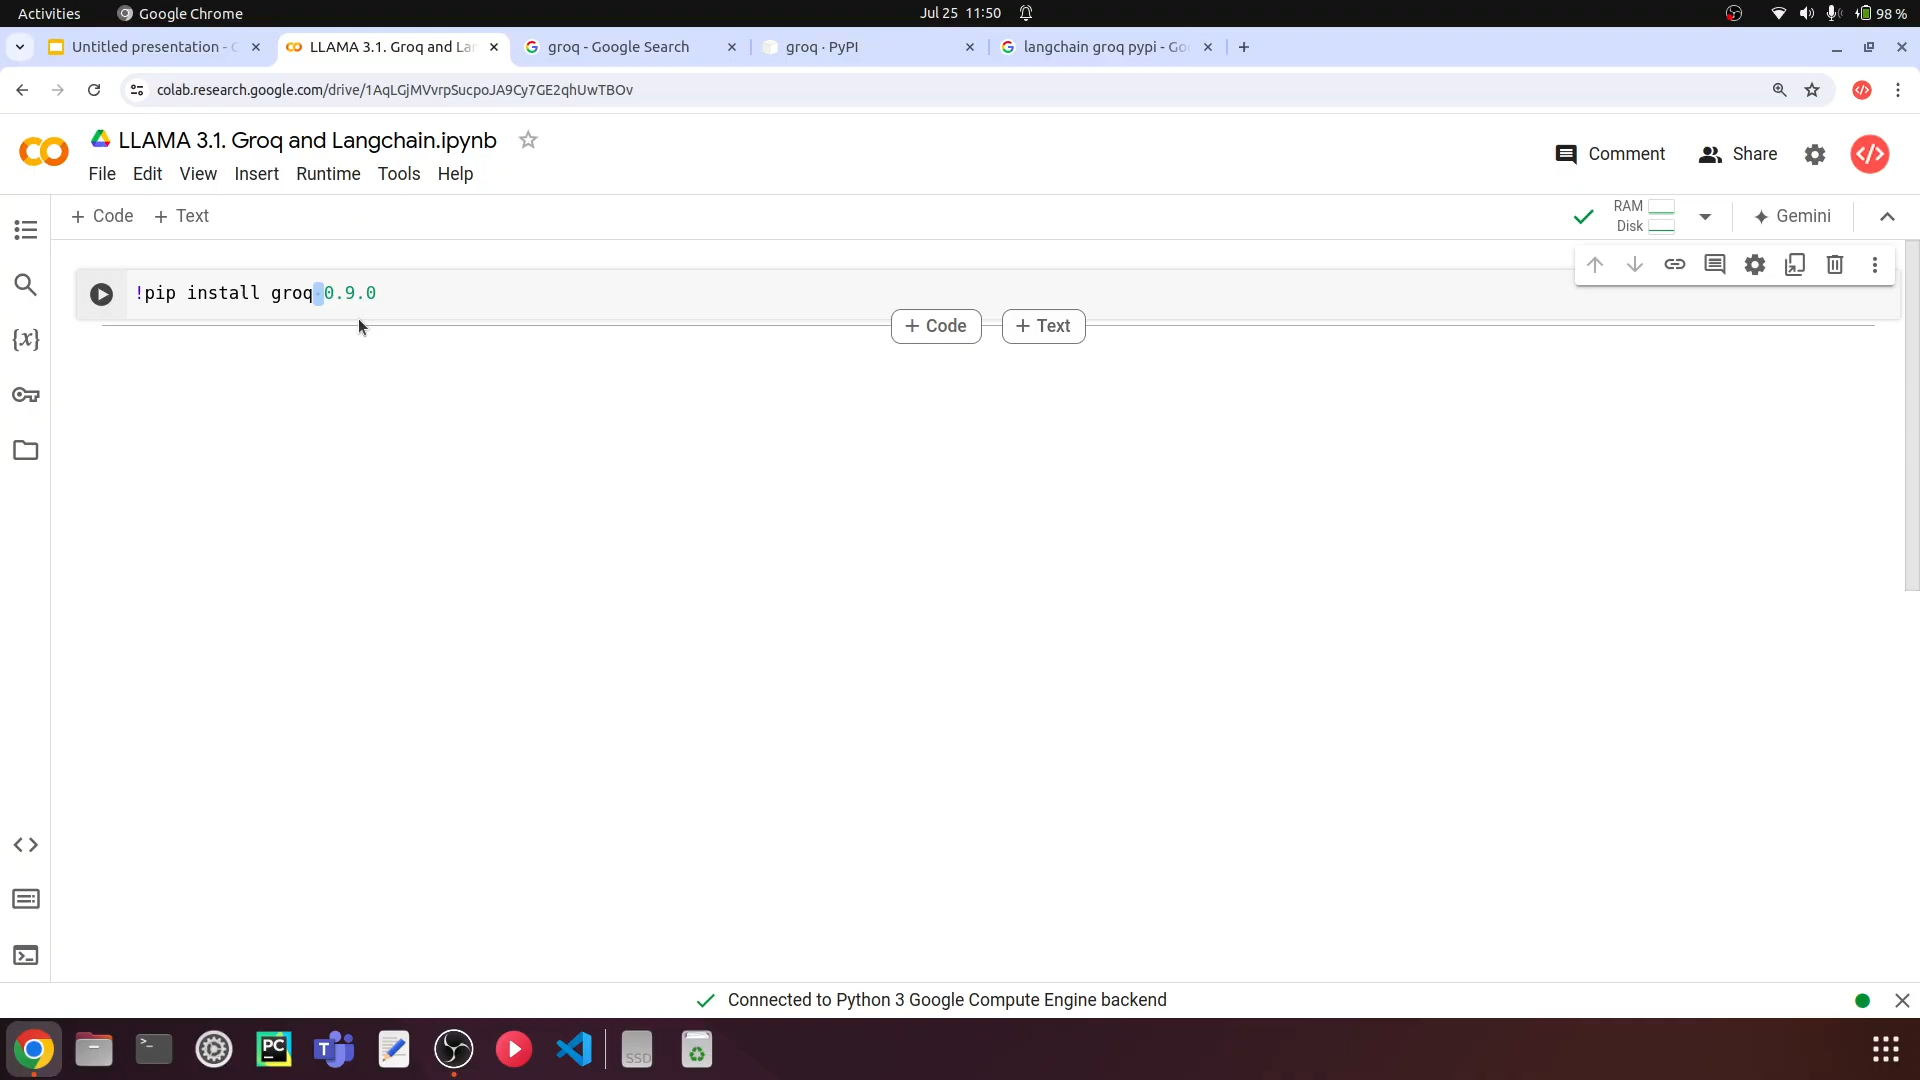 Activities
Google Chrome
Jul 25 11:50
98 %
Untitled presentation - G
LLAMA 3.1. Groq and Lan
groq - Google Search
groq · PyPI
langchain groq pypi - Go
colab.research.google.com/drive/1AqLGjMVvrpSucpoJA9Cy7GE2qhUwTBOv
LLAMA 3.1. Groq and Langchain.ipynb
Comment
Share
File Edit View Insert Runtime Tools Help
+ Code + Text
RAM
Disk
Gemini
!pip install groq 0.9.0
+ Code
+ Text
Connected to Python 3 Google Compute Engine backend
PC
T
SSD